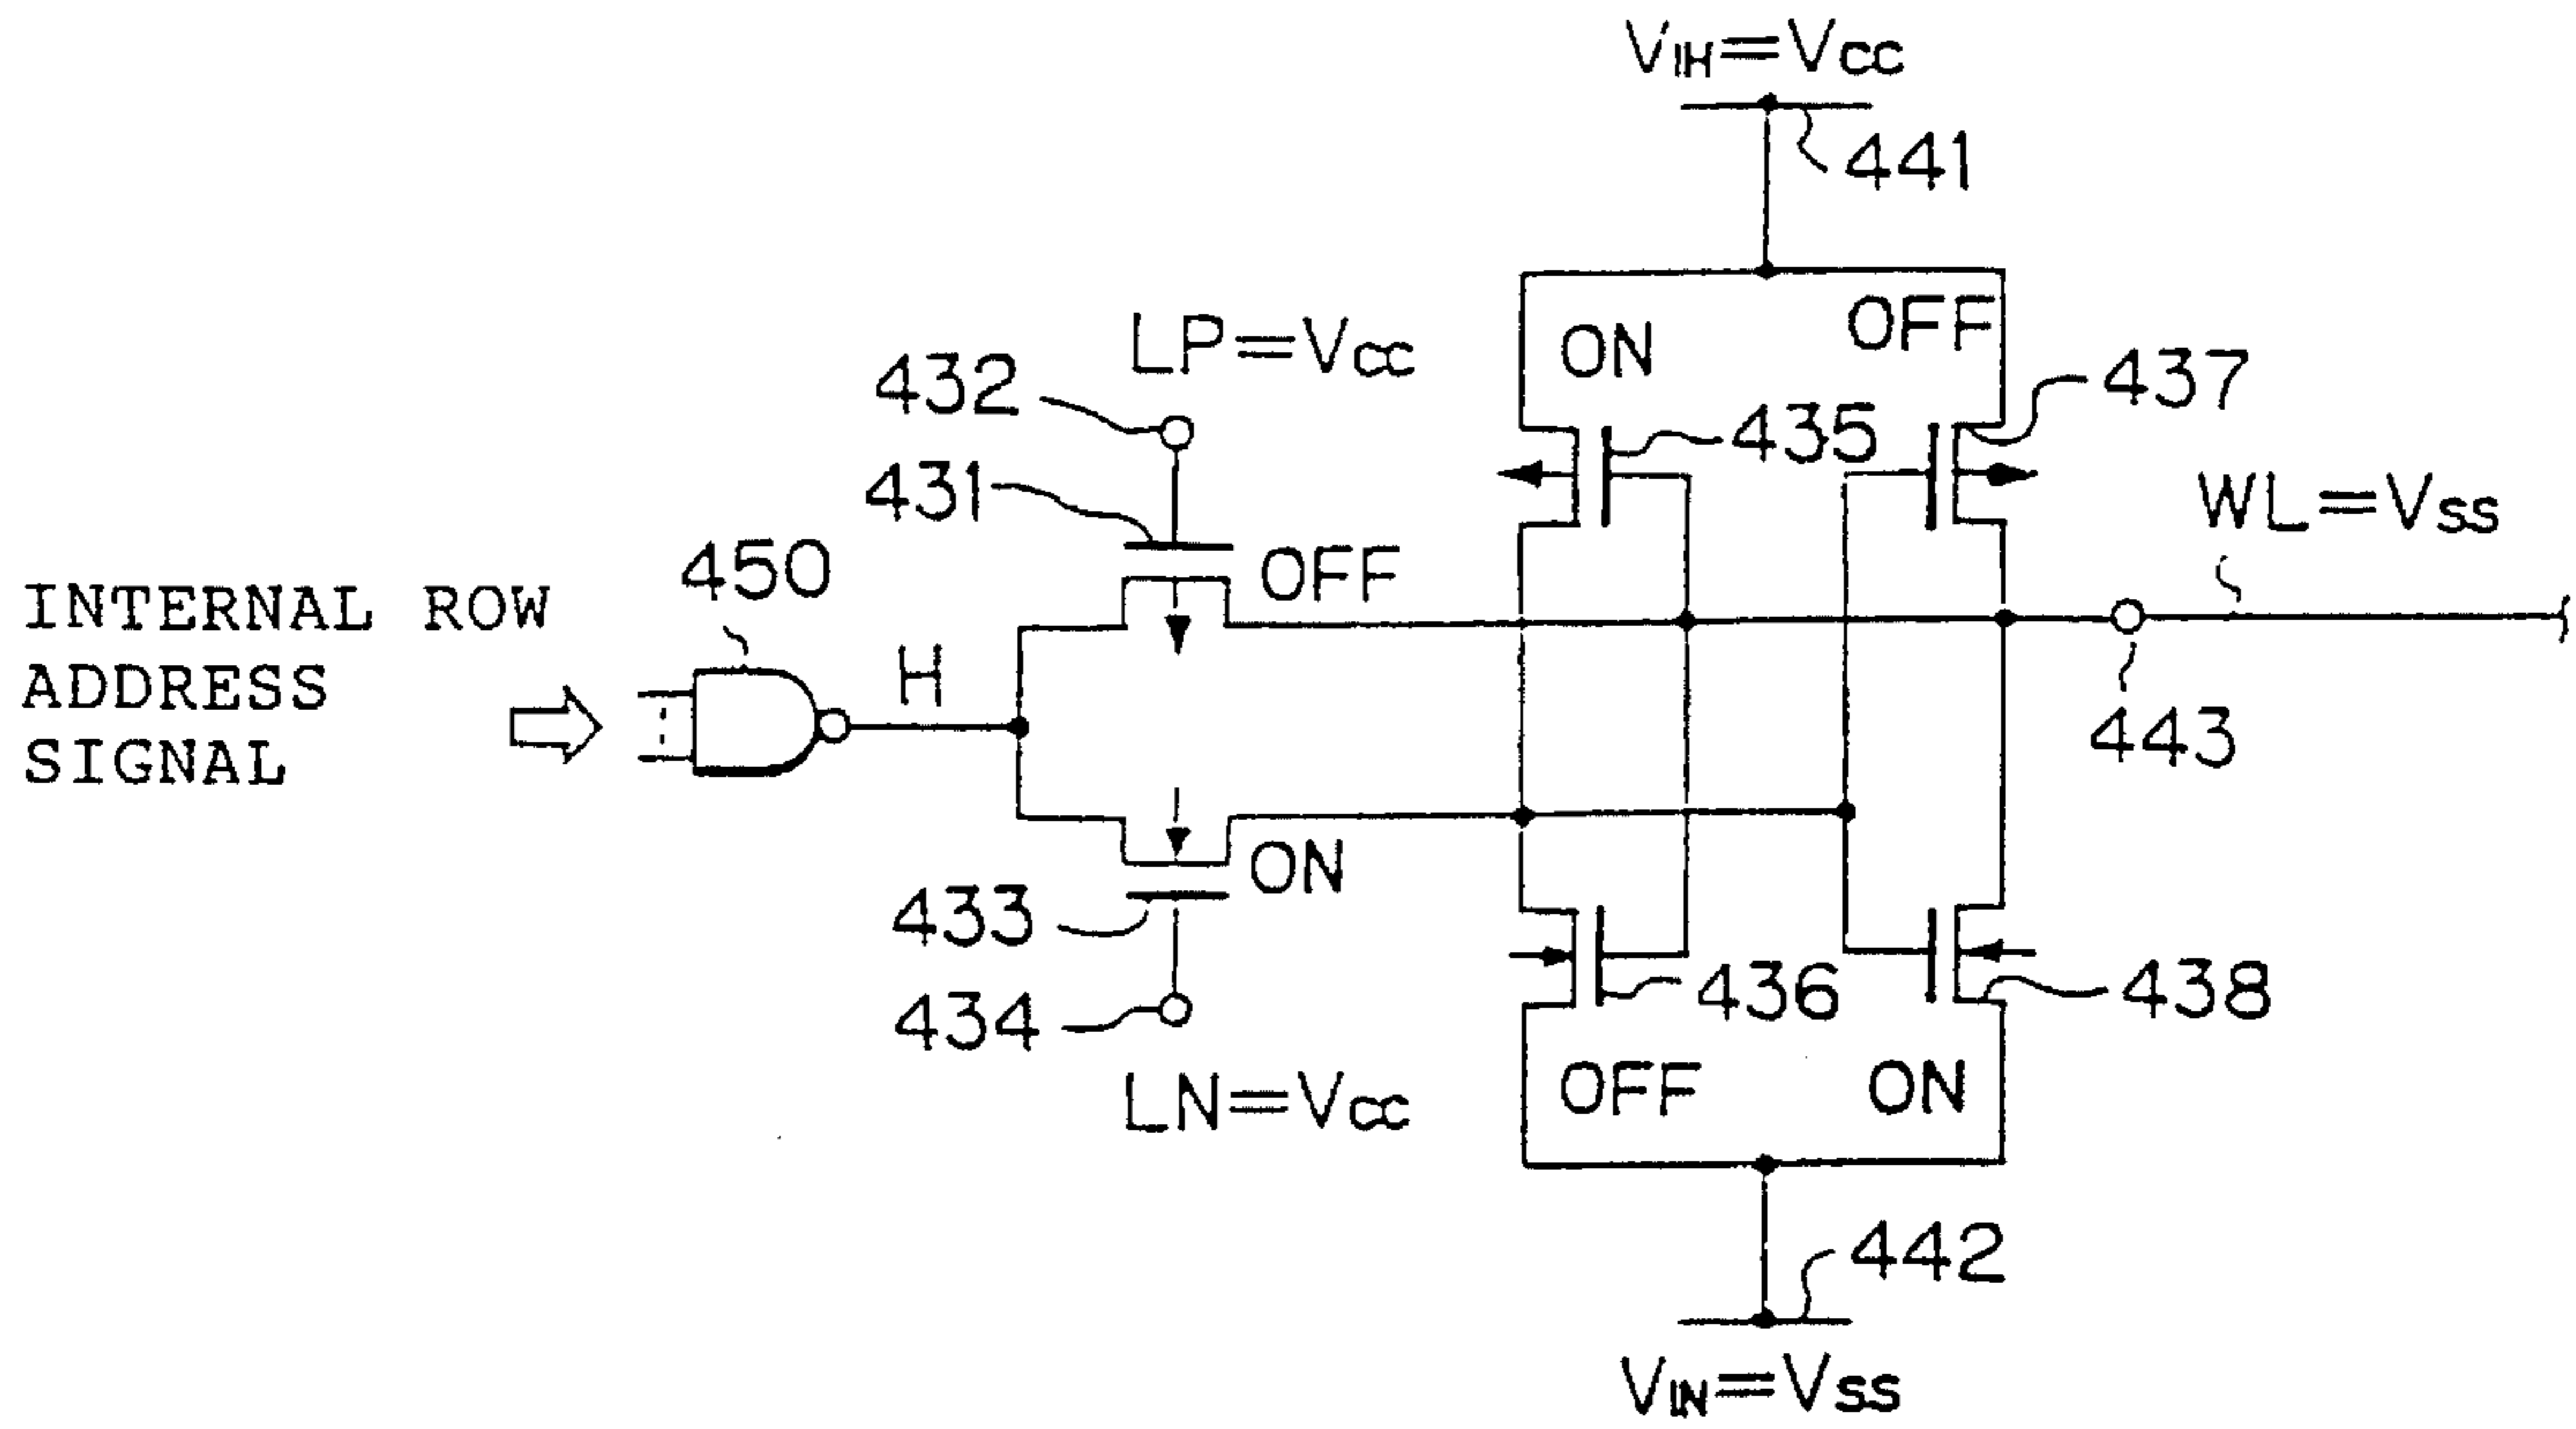 VIH=VCC
441
LP=VCC
ON
OFF
432
437
435
431
WL=VSS
OFF
450
INTERNAL ROW
ADDRESS
SIGNAL
H
443
ON
433
436
438
434
LN=VCC
OFF
ON
442
VIN=VSS